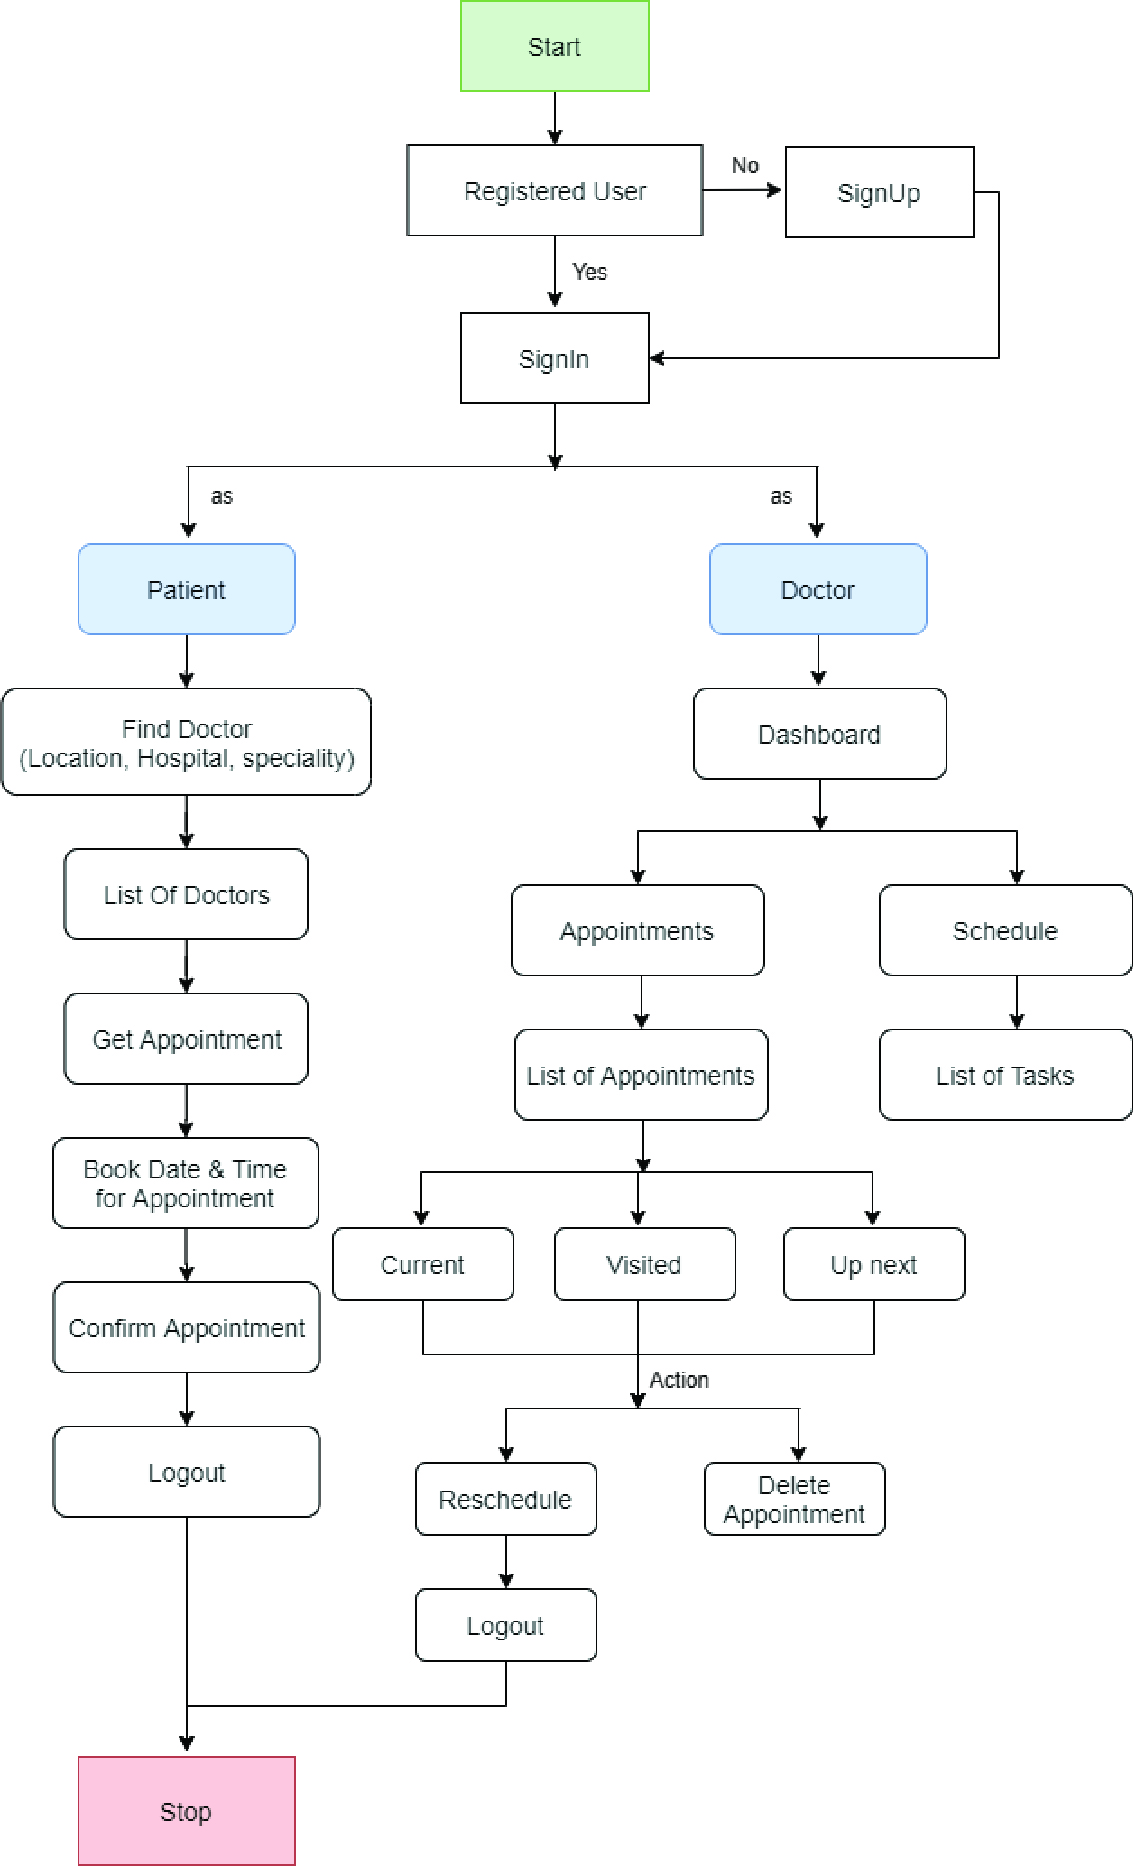 Start
Registered User
No
SignUp
Yes
SignIn
as
as
Patient
Doctor
Find Doctor
(Location, Hospital, speciality)
Dashboard
List Of Doctors
Appointments
Schedule
Get Appointment
List of Appointments
List of Tasks
Book Date & Time
for Appointment
Current
Visited
Up next
Confirm Appointment
Action
Logout
Reschedule
Delete
Appointment
Logout
Stop